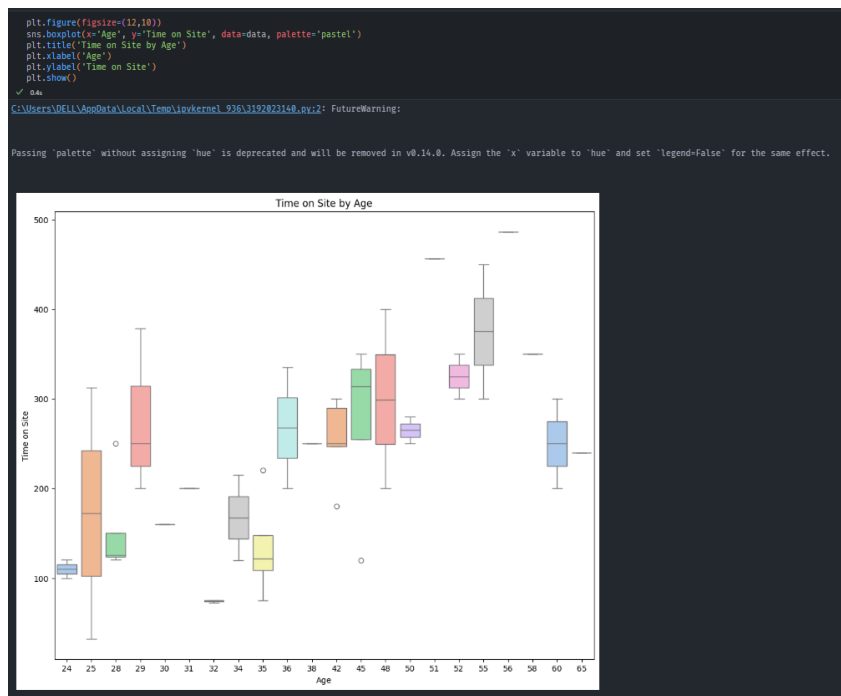 plt.figure(figsize=(12,10))
sns.boxplot(x='Age', y='Time on Site', data=data, palette='pastel')
plt.title('Time on Site by Age')
plt.xlabel('Age')
plt.ylabel('Time on Site')
plt.show()
✓ 0.4s
C:\Users\DELL\AppData\Local\Temp\ipykernel_936\3192023140.py:2: FutureWarning:
Passing `palette` without assigning `hue` is deprecated and will be removed in v0.14.0. Assign the `x` variable to `hue` and set `legend=False` for the same effect.
Time on Site by Age
500
400
300
200
100
Time on Site
24 25 28 29 30 31 32 34 35 36 38 42 45 48 50 51 52 55 56 58 60 65
Age